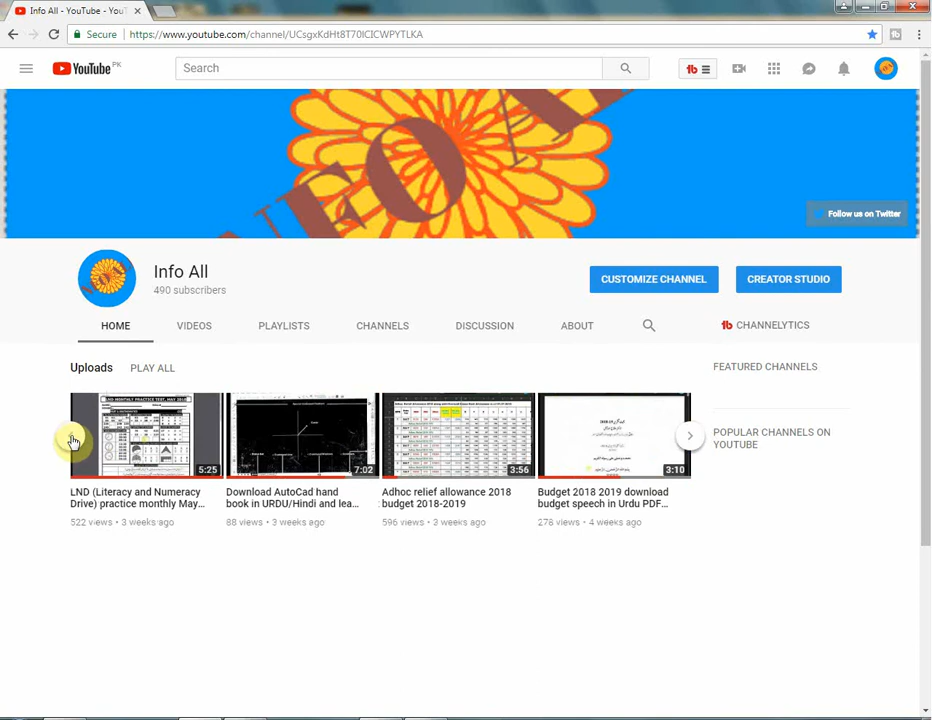 Info All - YouTube - YouT
Secure
https://www.youtube.com/channel/UCsgxKdHt8T70lCICWPYTLKA
YouTube PK
Search
INFO A
Follow us on Twitter
Info All
490 subscribers
CUSTOMIZE CHANNEL
CREATOR STUDIO
HOME
VIDEOS
PLAYLISTS
CHANNELS
DISCUSSION
ABOUT
CHANNELYTICS
Uploads
PLAY ALL
FEATURED CHANNELS
POPULAR CHANNELS ON
YOUTUBE
5:25
7:02
3:56
3:10
LND (Literacy and Numeracy
Drive) practice monthly May...
522 views • 3 weeks ago
Download AutoCad hand
book in URDU/Hindi and lea...
88 views • 3 weeks ago
Adhoc relief allowance 2018
budget 2018-2019
596 views • 3 weeks ago
Budget 2018 2019 download
budget speech in Urdu PDF...
276 views • 4 weeks ago